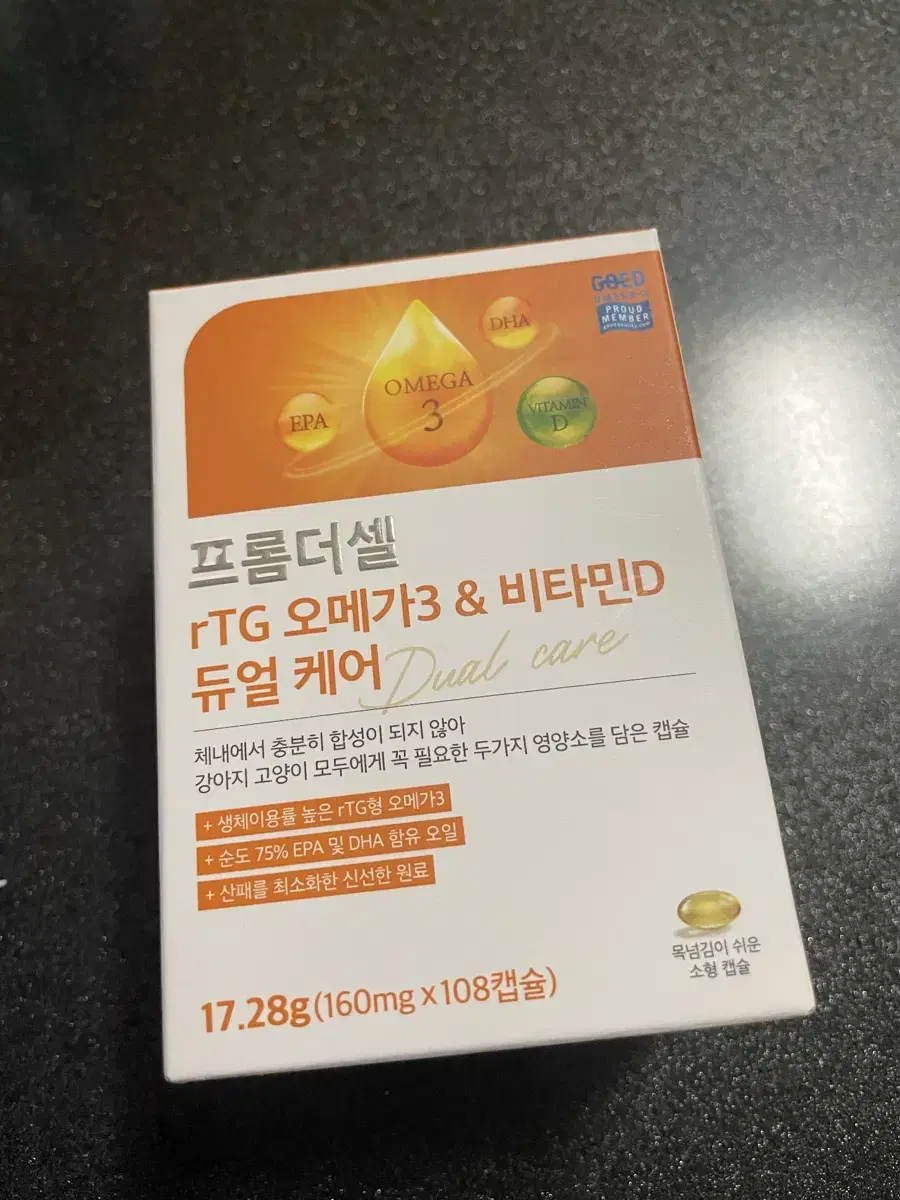 GOED
PROUD
MEMBER
DHA
OMEGA
3
EPA
VITAMIN
D
프롬더셀
rTG 오메가3 & 비타민D
듀얼 케어 Dual care
체내에서 충분히 합성이 되지 않아
강아지 고양이 모두에게 꼭 필요한 두가지 영양소를 담은 캡슐
+ 생체이용률 높은 rTG형 오메가3
+ 순도 75% EPA 및 DHA 함유 오일
+ 산패를 최소화한 신선한 원료
목넘김이 쉬운
소형 캡슐
17.28g(160mg x 108캡슐)